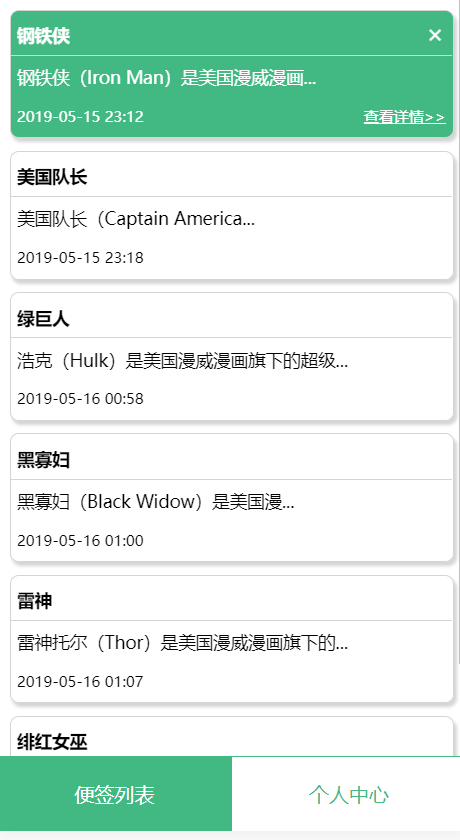 钢铁侠 ×
钢铁侠（Iron Man）是美国漫威漫画...
2019-05-15 23:12 查看详情>>
美国队长
美国队长（Captain America...
2019-05-15 23:18
绿巨人
浩克（Hulk）是美国漫威漫画旗下的超级...
2019-05-16 00:58
黑寡妇
黑寡妇（Black Widow）是美国漫...
2019-05-16 01:00
雷神
雷神托尔（Thor）是美国漫威漫画旗下的...
2019-05-16 01:07
绯红女巫
便签列表 个人中心